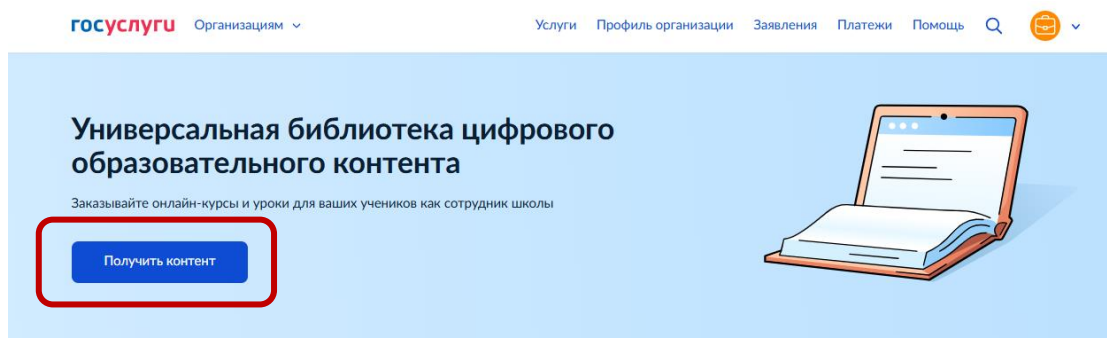 госуслуги Организациям Услуги Профиль организации Заявления Платежи Помощь
Универсальная библиотека цифрового
образовательного контента
Заказывайте онлайн-курсы и уроки для ваших учеников как сотрудник школы
Получить контент